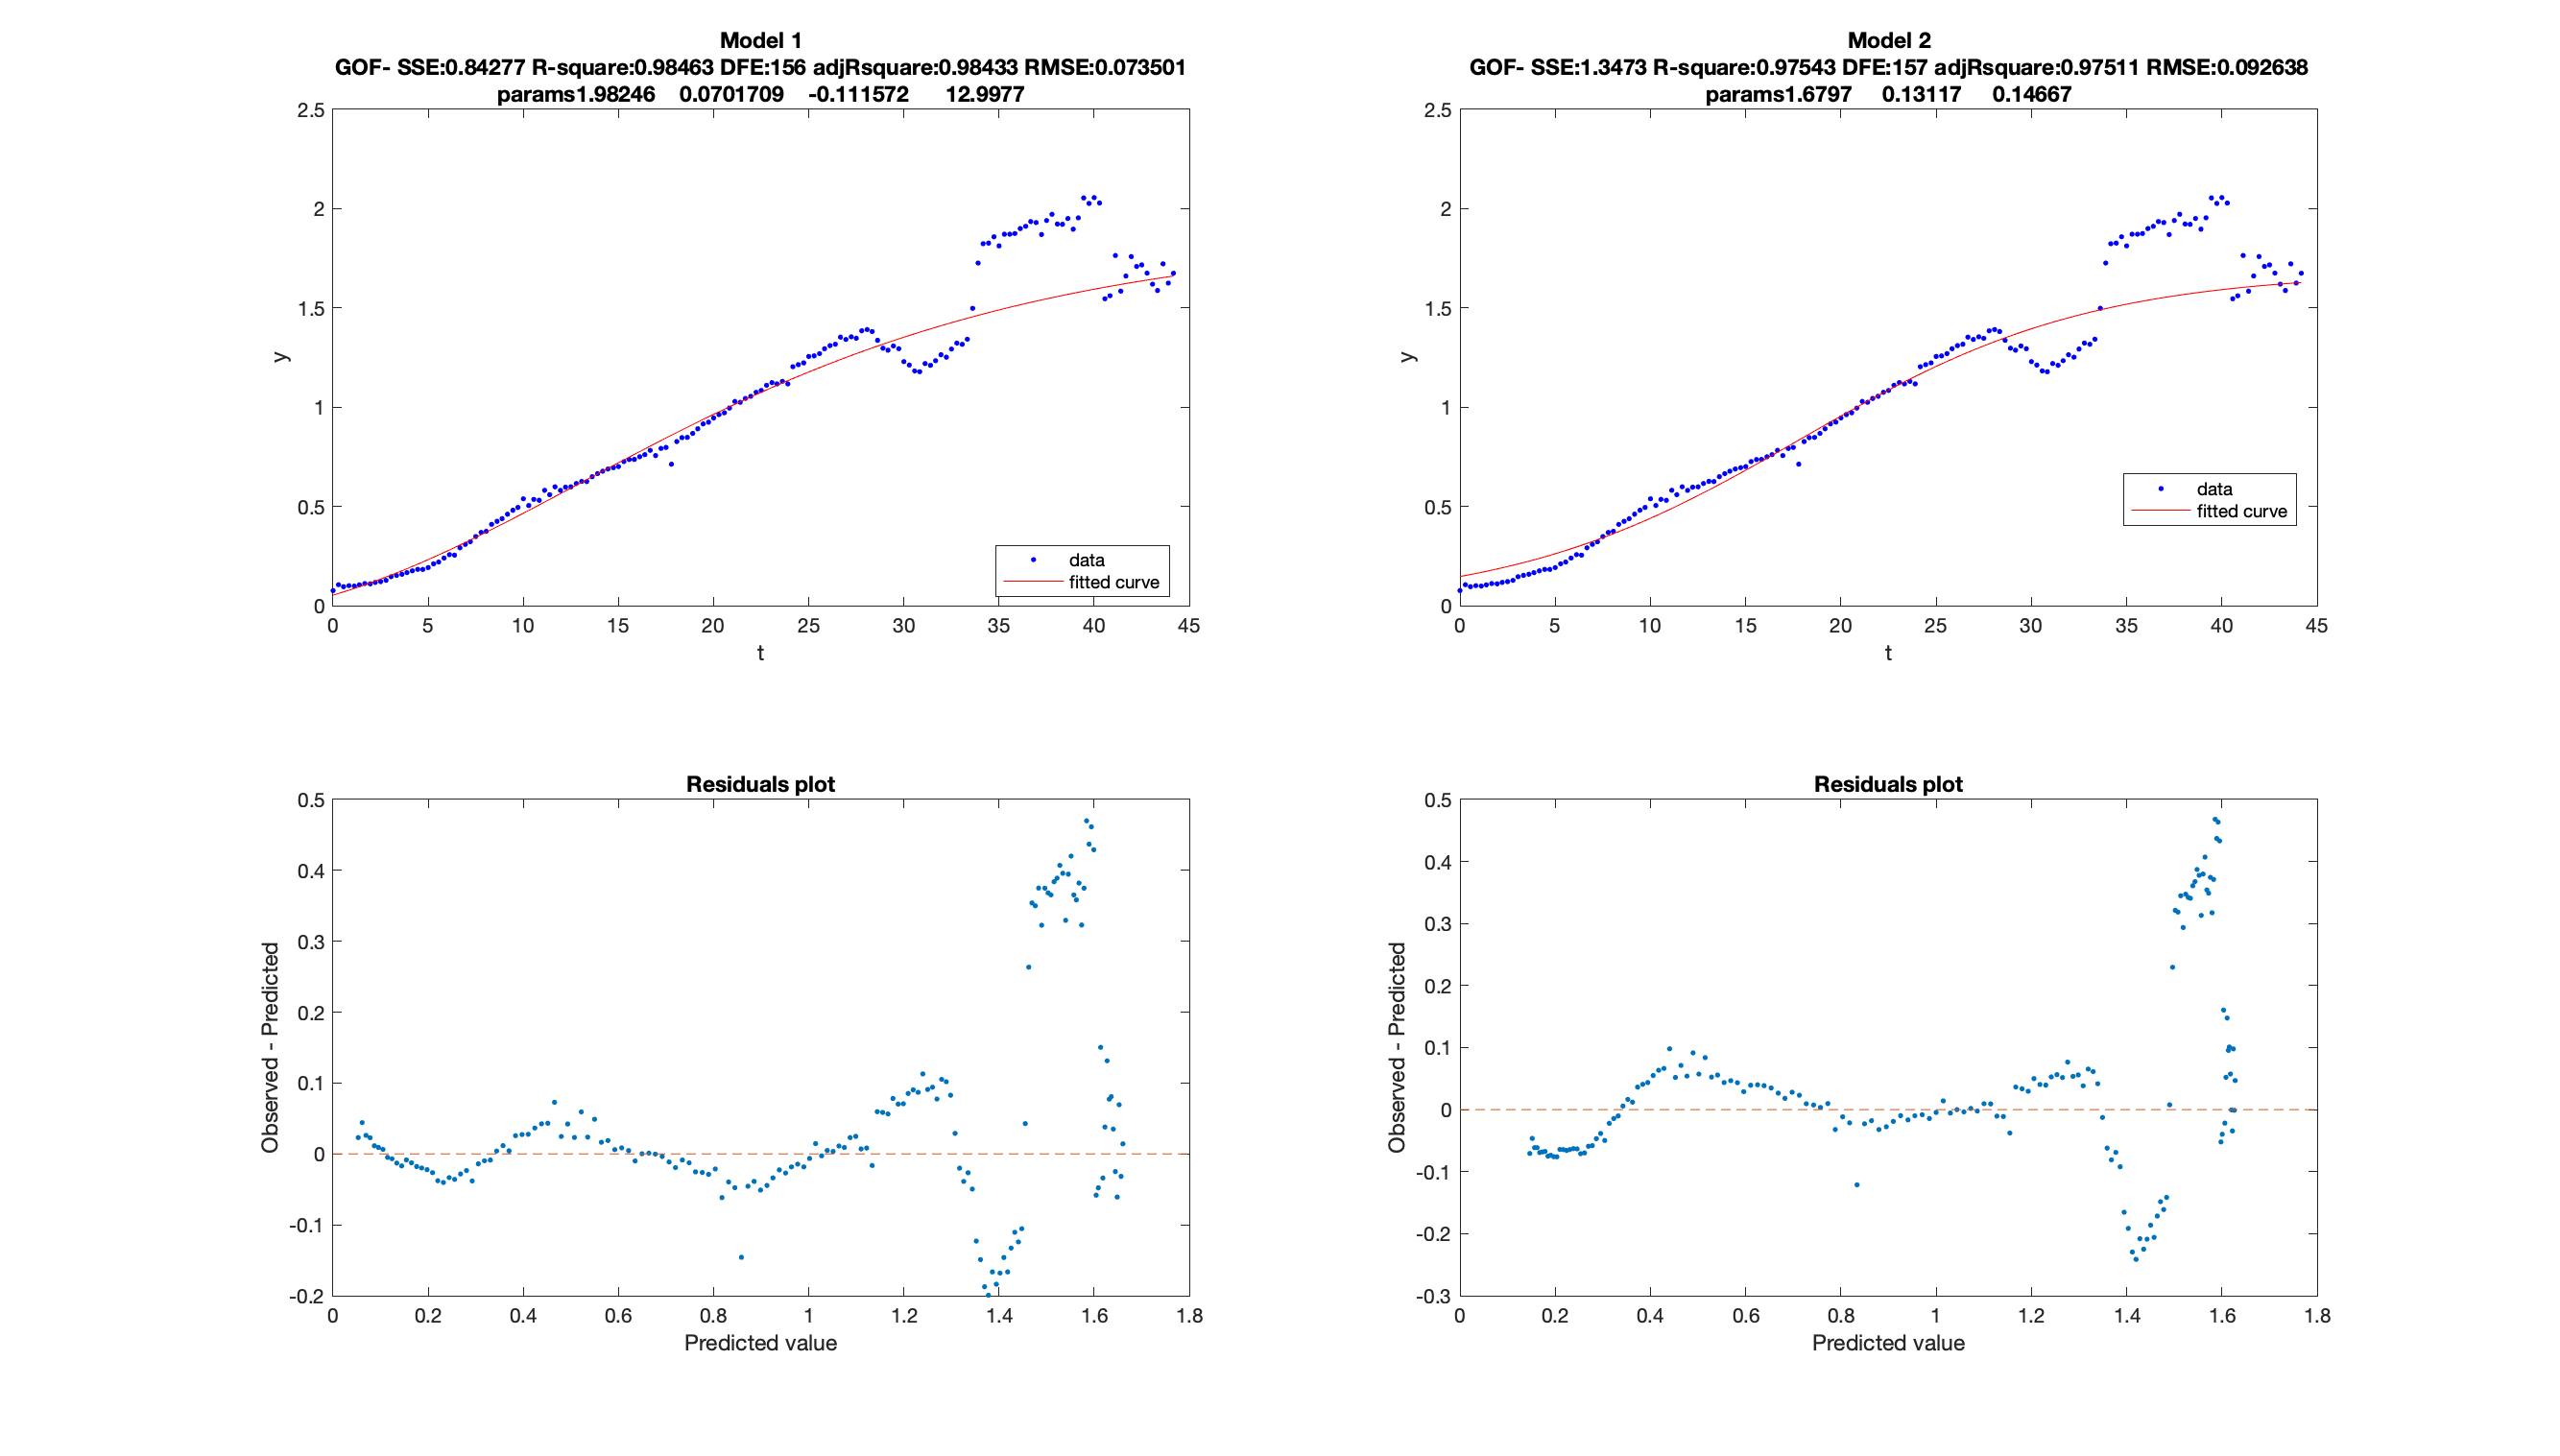 Model 1
GOF- SSE:0.84277 R-square:0.98463 DFE:156 adjRsquare:0.98433 RMSE:0.073501
params1.98246 0.0701709 -0.111572 12.9977
2.5
2
1.5
1
0.5
0
y
0 5 10 15 20 25 30 35 40 45
t
data
fitted curve
Model 2
GOF- SSE:1.3473 R-square:0.97543 DFE:157 adjRsquare:0.97511 RMSE:0.092638
params1.6797 0.13117 0.14667
2.5
2
1.5
1
0.5
0
y
0 5 10 15 20 25 30 35 40 45
t
data
fitted curve
Residuals plot
0.5
0.4
0.3
0.2
0.1
0
-0.1
-0.2
Observed - Predicted
0 0.2 0.4 0.6 0.8 1 1.2 1.4 1.6 1.8
Predicted value
Residuals plot
0.5
0.4
0.3
0.2
0.1
0
-0.1
-0.2
-0.3
Observed - Predicted
0 0.2 0.4 0.6 0.8 1 1.2 1.4 1.6 1.8
Predicted value